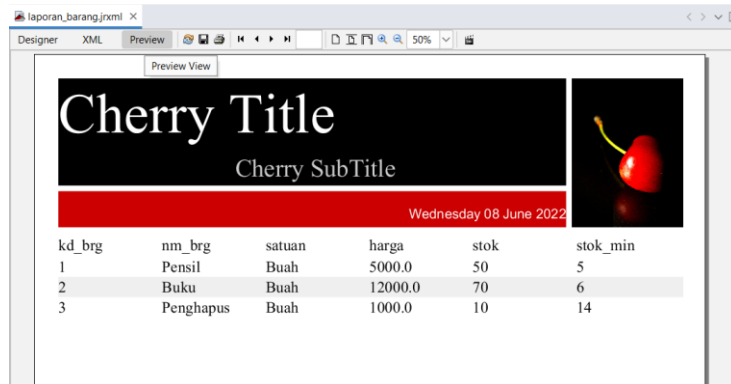 laporan_barang.jrxml
Designer XML Preview 50%
Preview View
Cherry Title
Cherry SubTitle
Wednesday 08 June 2022
kd_brg nm_brg satuan harga stok stok_min
1 Pensil Buah 5000.0 50 5
2 Buku Buah 12000.0 70 6
3 Penghapus Buah 1000.0 10 14